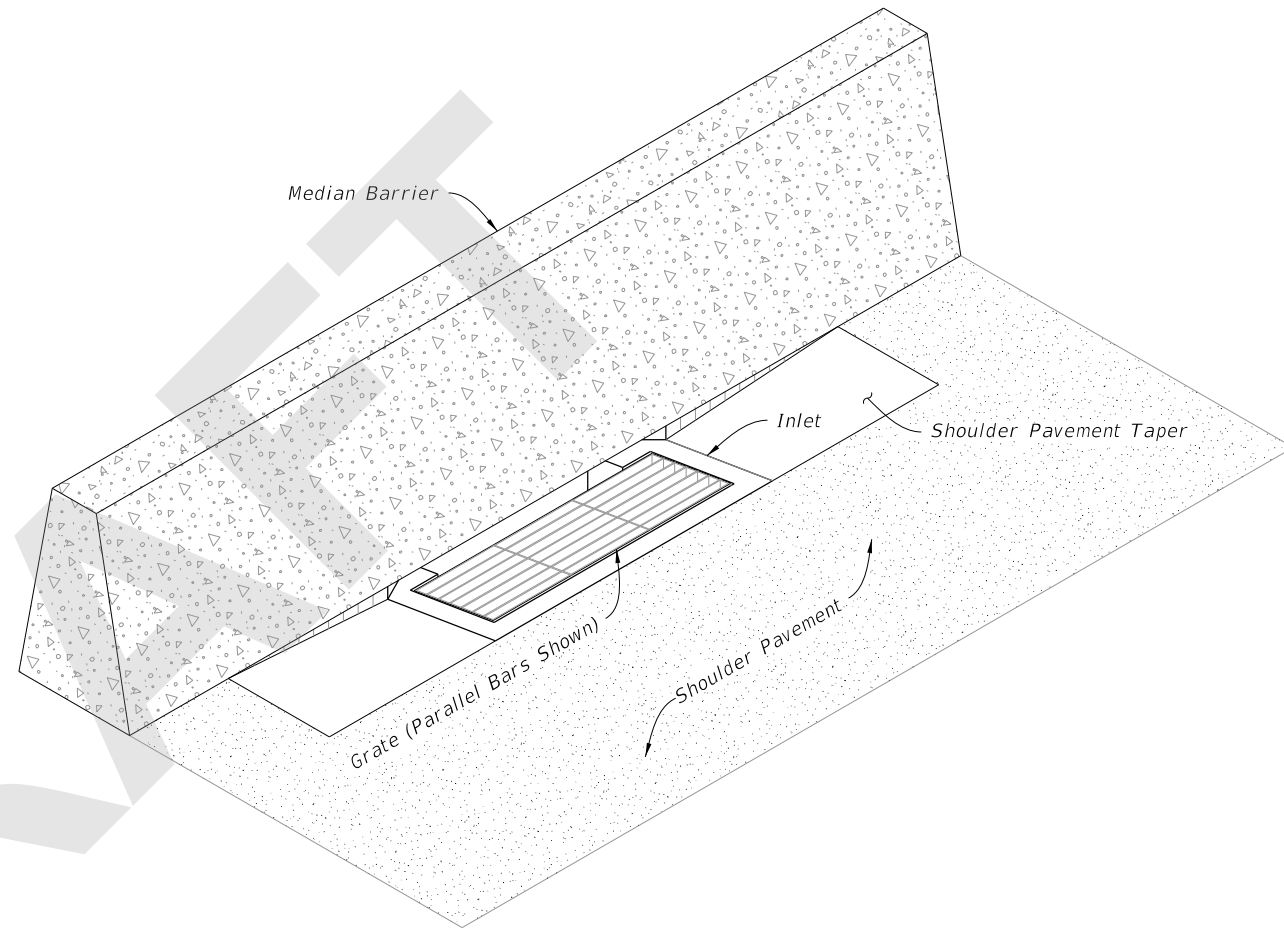 Median Barrier
Inlet
Shoulder Pavement Taper
Grate (Parallel Bars Shown)
Shoulder Pavement